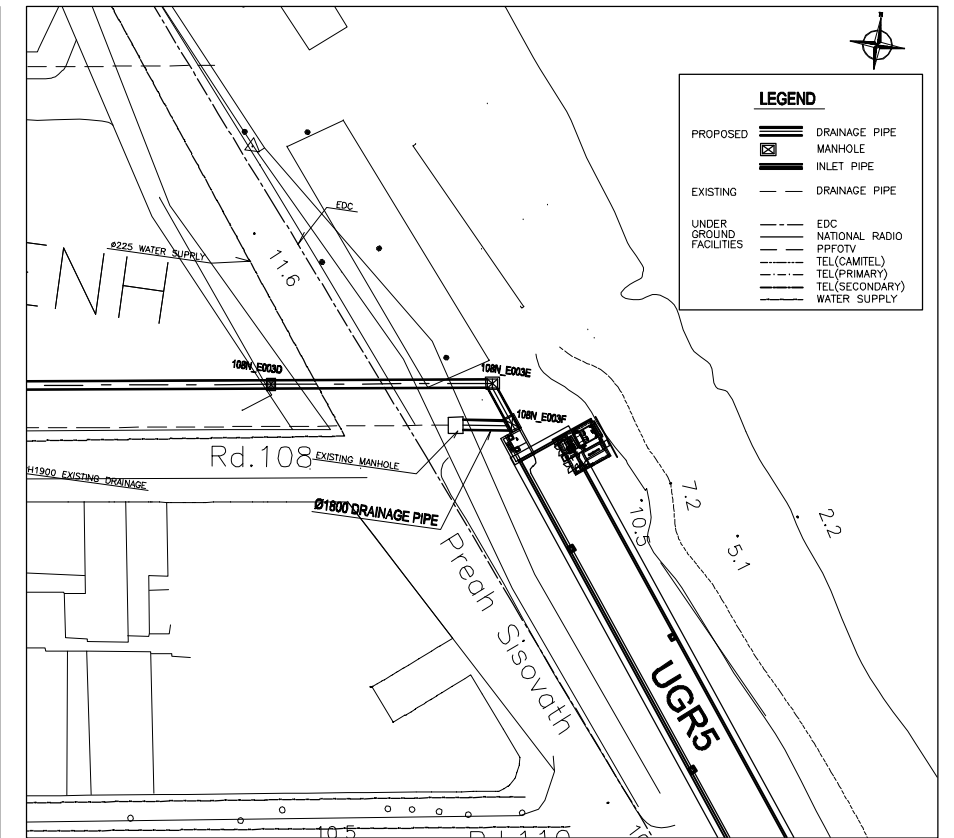 LEGEND
PROPOSED
DRAINAGE PIPE
MANHOLE
INLET PIPE
EXISTING
DRAINAGE PIPE
UNDER
GROUND
FACILITIES
EDC
NATIONAL RADIO
PPFOTV
TEL(CAMITEL)
TEL(PRIMARY)
TEL(SECONDARY)
WATER SUPPLY
EDC
ø225 WATER SUPPLY
11.6
NH
108N_E003D
108N_E003E
108N_E003F
Rd.108
EXISTING MANHOLE
H1900 EXISTING DRAINAGE
Ø1800 DRAINAGE PIPE
7.2
10.5
2.2
5.1
Preah Sisovath
UGR5
10.5